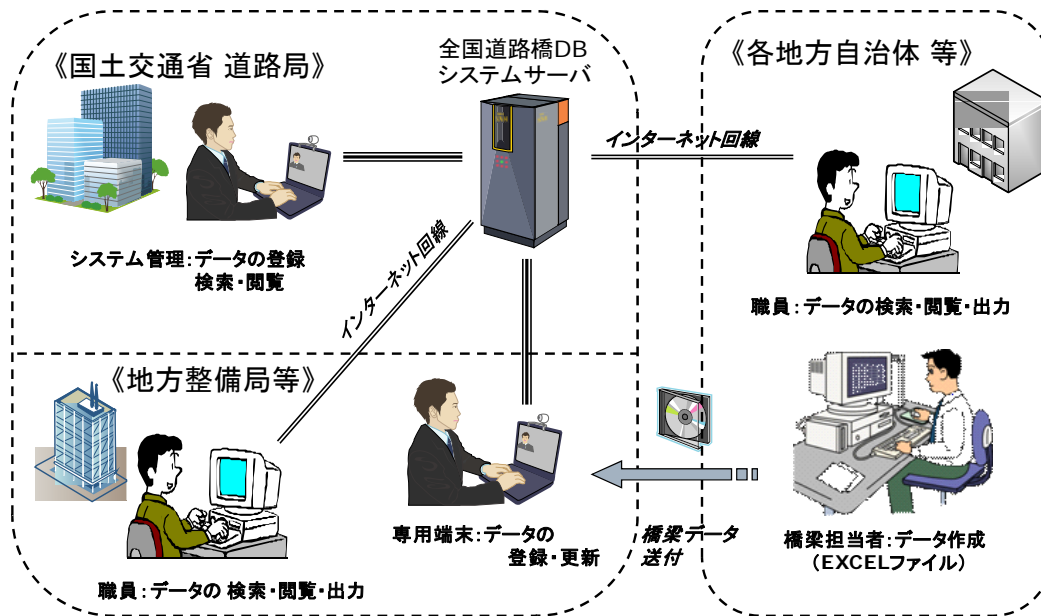 《国土交通省 道路局》
全国道路橋DB
システムサーバ
《各地方自治体 等》
インターネット回線
システム管理:データの登録
検索・閲覧
インターネット回線
職員:データの検索・閲覧・出力
《地方整備局等》
専用端末:データの
登録・更新
橋梁データ
送付
橋梁担当者:データ作成
(EXCELファイル)
職員:データの 検索・閲覧・出力